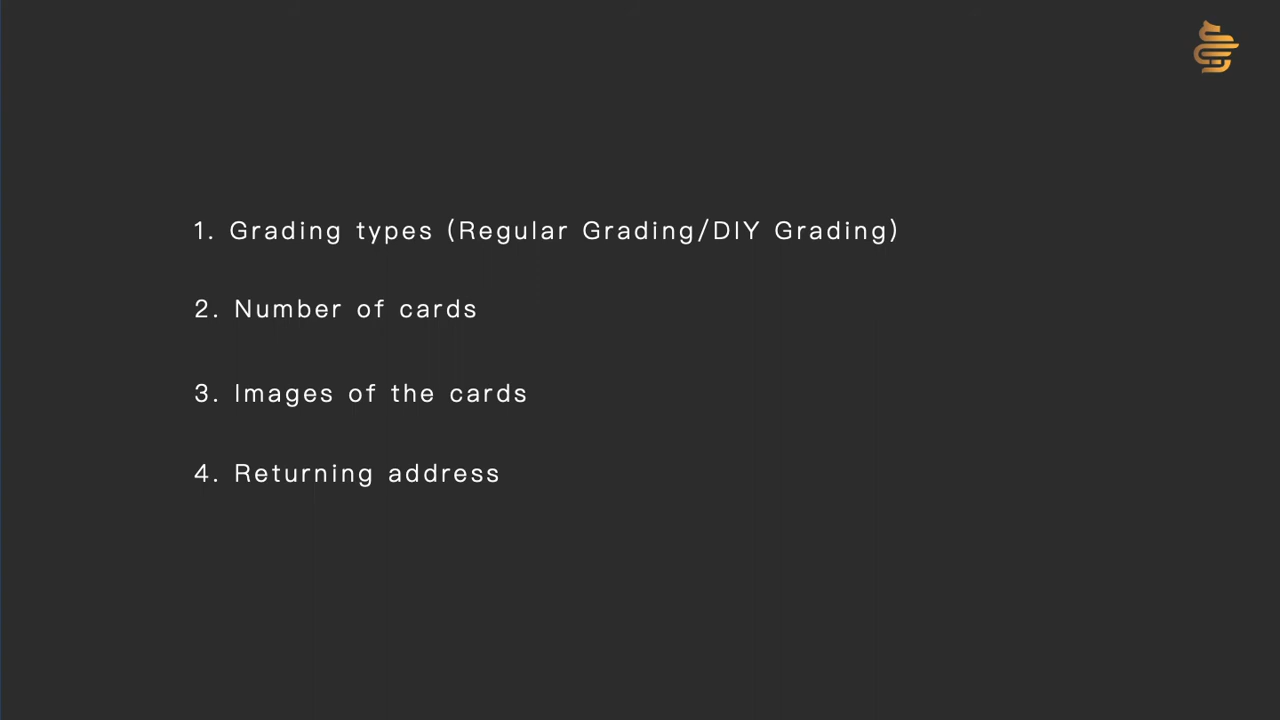 1. Grading types (Regular Grading/DIY Grading)
2. Number of cards
3. Images of the cards
4. Returning address